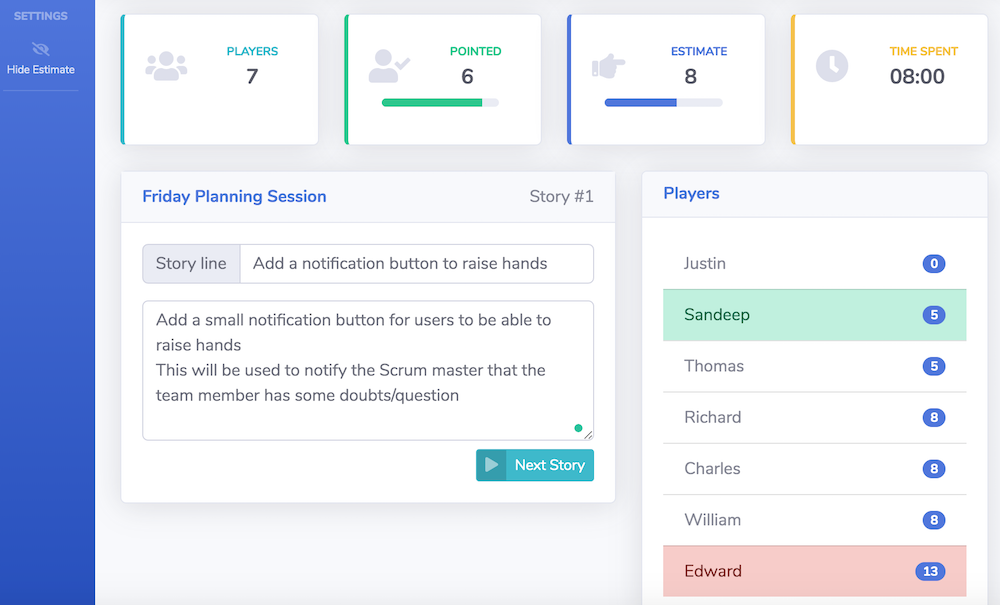 SETTINGS
Hide Estimate
PLAYERS
7
POINTED
6
ESTIMATE
8
TIME SPENT
08:00
Friday Planning Session
Story #1
Story line
Add a notification button to raise hands
Add a small notification button for users to be able to
raise hands
This will be used to notify the Scrum master that the
team member has some doubts/question
Next Story
Players
Justin 0
Sandeep 5
Thomas 5
Richard 8
Charles 8
William 8
Edward 13